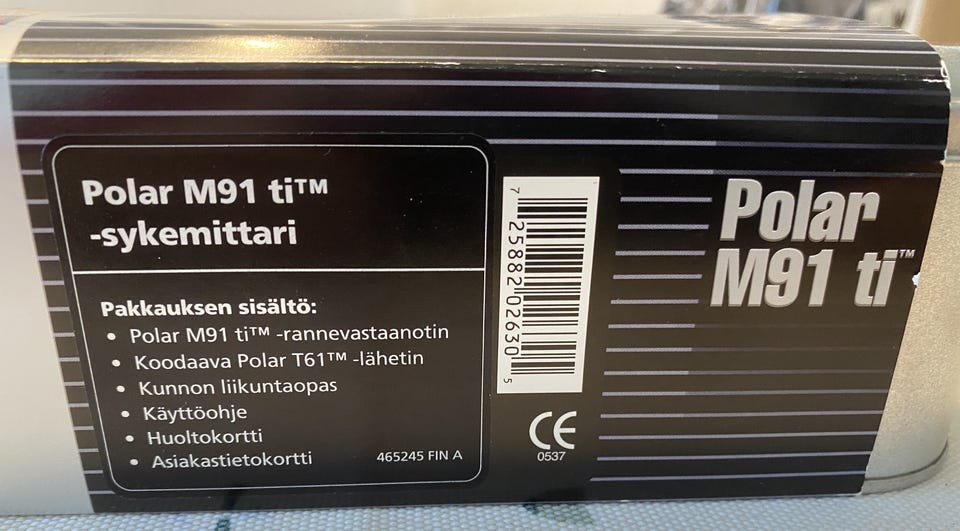 Polar M91 ti™
-sykemittari
Pakkauksen sisältö:
• Polar M91 ti™ -rannevastaanotin
• Koodaava Polar T61™ -lähetin
• Kunnon liikuntaopas
• Käyttöohje
• Huoltokortti
• Asiakastietokortti
465245 FIN A
7 25882 02630 5
CE
0537
Polar
M91 ti™